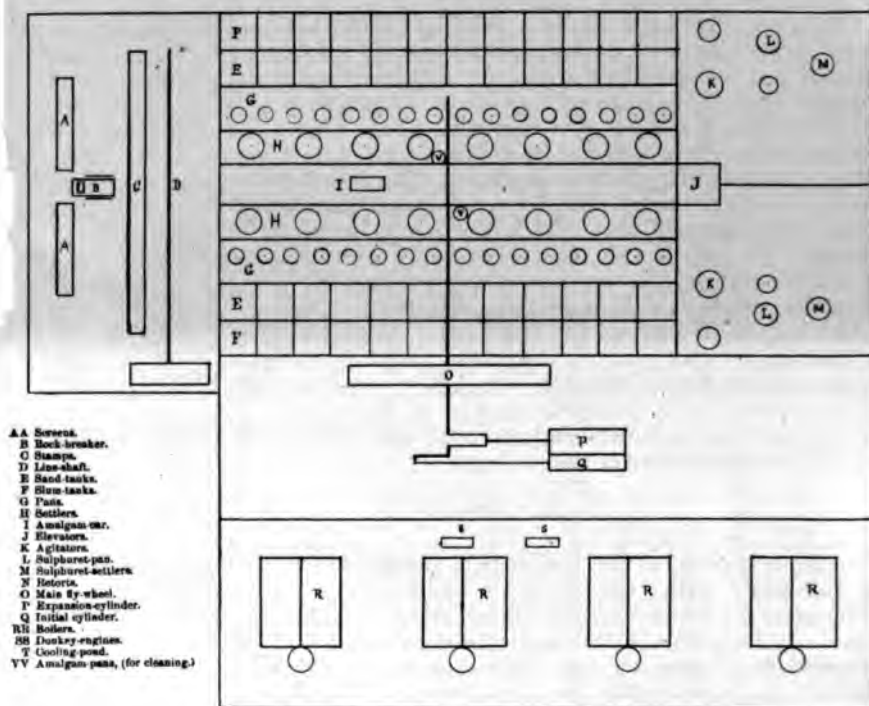 F
L
M
E
K
G
A
H
V
I
J
B
C
D
V
H
A
G
K
L
M
E
F
O
P
Q
S
S
R
R
R
R
AA Screens.
B Rock-breaker.
C Stamps.
D Line-shaft.
E Sand-tanks.
F Slum-tanks.
G Pans.
H Settlers.
I Amalgam-car.
J Elevators.
K Agitators.
L Sulphuret-pan.
M Sulphuret-settlers
N Retorts.
O Main fly-wheel.
P Expansion-cylinder.
Q Initial cylinder.
RR Boilers.
SS Donkey-engines.
T Cooling-pond.
VV Amalgam-pans, (for cleaning.)